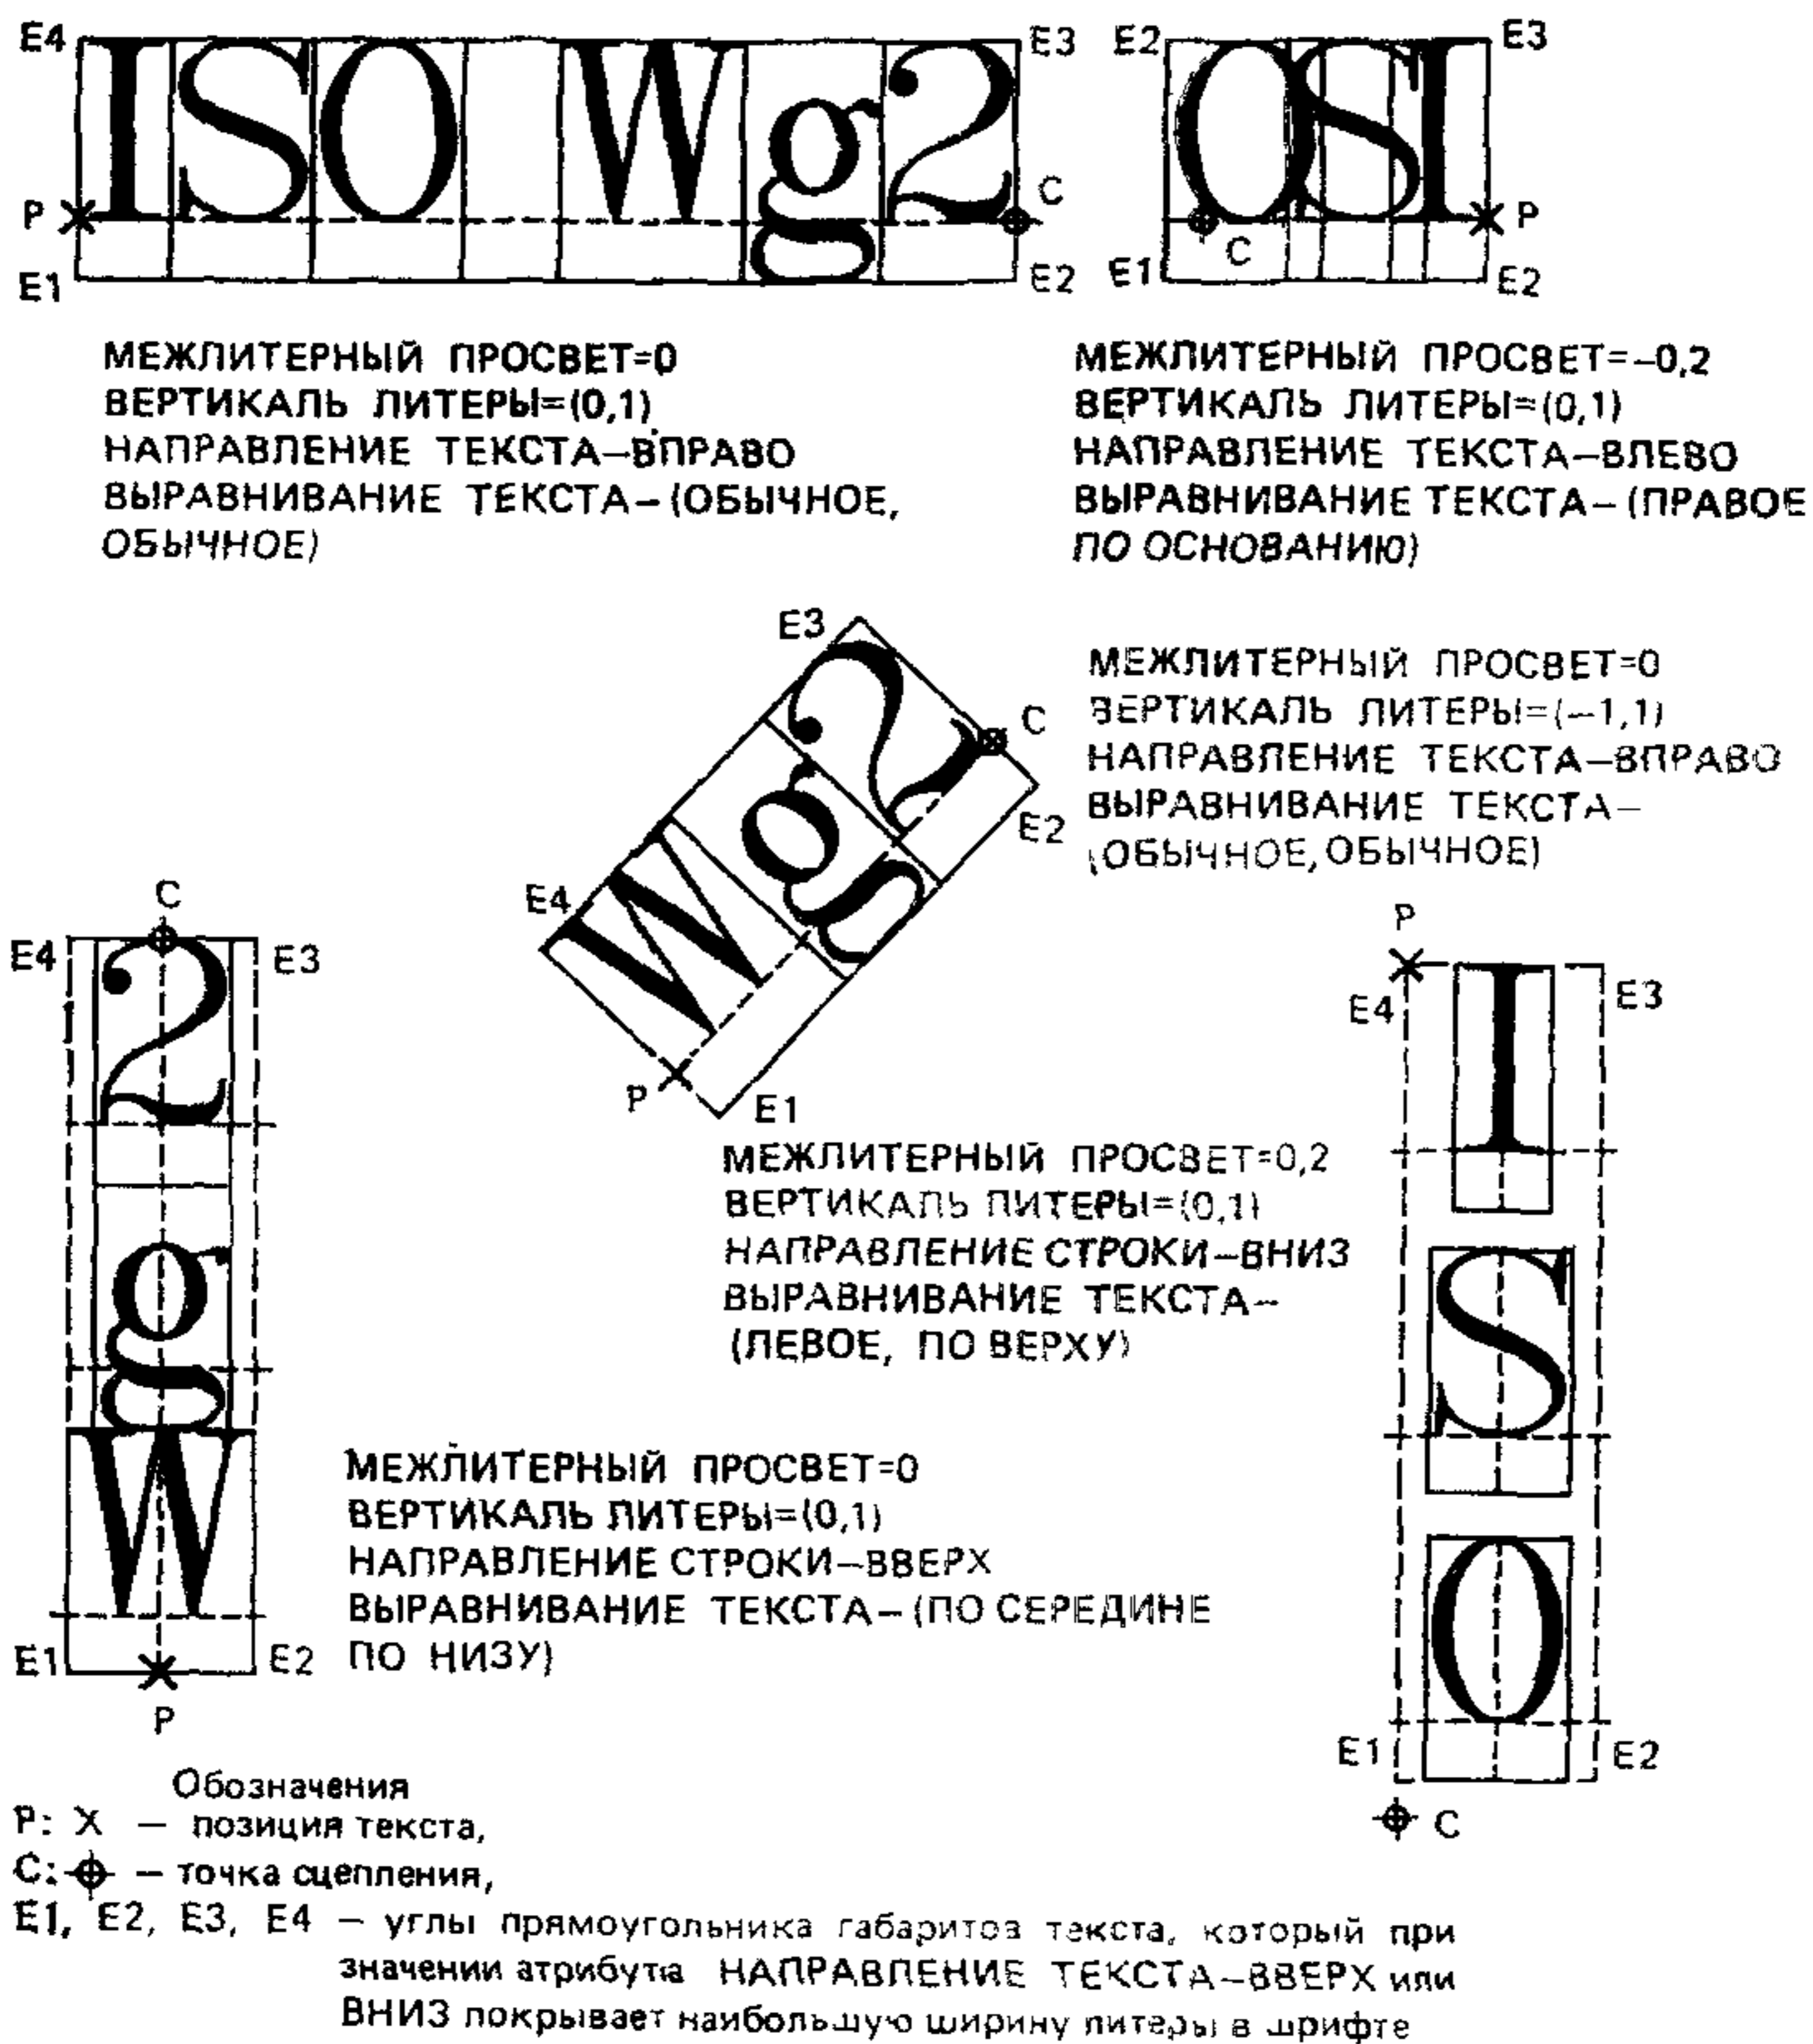 E4 ISO Wg2 E3
P C
E1 E2
E2 OSI E3
P
C
E1 E2
МЕЖЛИТЕРНЫЙ ПРОСВЕТ=0
ВЕРТИКАЛЬ ЛИТЕРЫ=(0,1)
НАПРАВЛЕНИЕ ТЕКСТА—ВПРАВО
ВЫРАВНИВАНИЕ ТЕКСТА—(ОБЫЧНОЕ,
ОБЫЧНОЕ)
МЕЖЛИТЕРНЫЙ ПРОСВЕТ=—0,2
ВЕРТИКАЛЬ ЛИТЕРЫ=(0,1)
НАПРАВЛЕНИЕ ТЕКСТА—ВЛЕВО
ВЫРАВНИВАНИЕ ТЕКСТА—(ПРАВОЕ
ПО ОСНОВАНИЮ)
E3
C
E2
E4
Wg2
P
E1
МЕЖЛИТЕРНЫЙ ПРОСВЕТ=0
ВЕРТИКАЛЬ ЛИТЕРЫ=(—1,1)
НАПРАВЛЕНИЕ ТЕКСТА—ВПРАВО
ВЫРАВНИВАНИЕ ТЕКСТА—
(ОБЫЧНОЕ, ОБЫЧНОЕ)
C
E4 E3
2
g
W
E1 E2
P
МЕЖЛИТЕРНЫЙ ПРОСВЕТ=0,2
ВЕРТИКАЛЬ ЛИТЕРЫ=(0,1)
НАПРАВЛЕНИЕ СТРОКИ—ВНИЗ
ВЫРАВНИВАНИЕ ТЕКСТА—
(ЛЕВОЕ, ПО ВЕРХУ)
P
E4 E3
I
S
O
E1 E2
C
МЕЖЛИТЕРНЫЙ ПРОСВЕТ=0
ВЕРТИКАЛЬ ЛИТЕРЫ=(0,1)
НАПРАВЛЕНИЕ СТРОКИ—ВВЕРХ
ВЫРАВНИВАНИЕ ТЕКСТА—(ПО СЕРЕДИНЕ
ПО НИЗУ)
Обозначения
P: X — позиция текста,
C: — точка сцепления,
E1, E2, E3, E4 — углы прямоугольника габаритов текста, который при
значении атрибута НАПРАВЛЕНИЕ ТЕКСТА—ВВЕРХ или
ВНИЗ покрывает наибольшую ширину литеры в шрифте